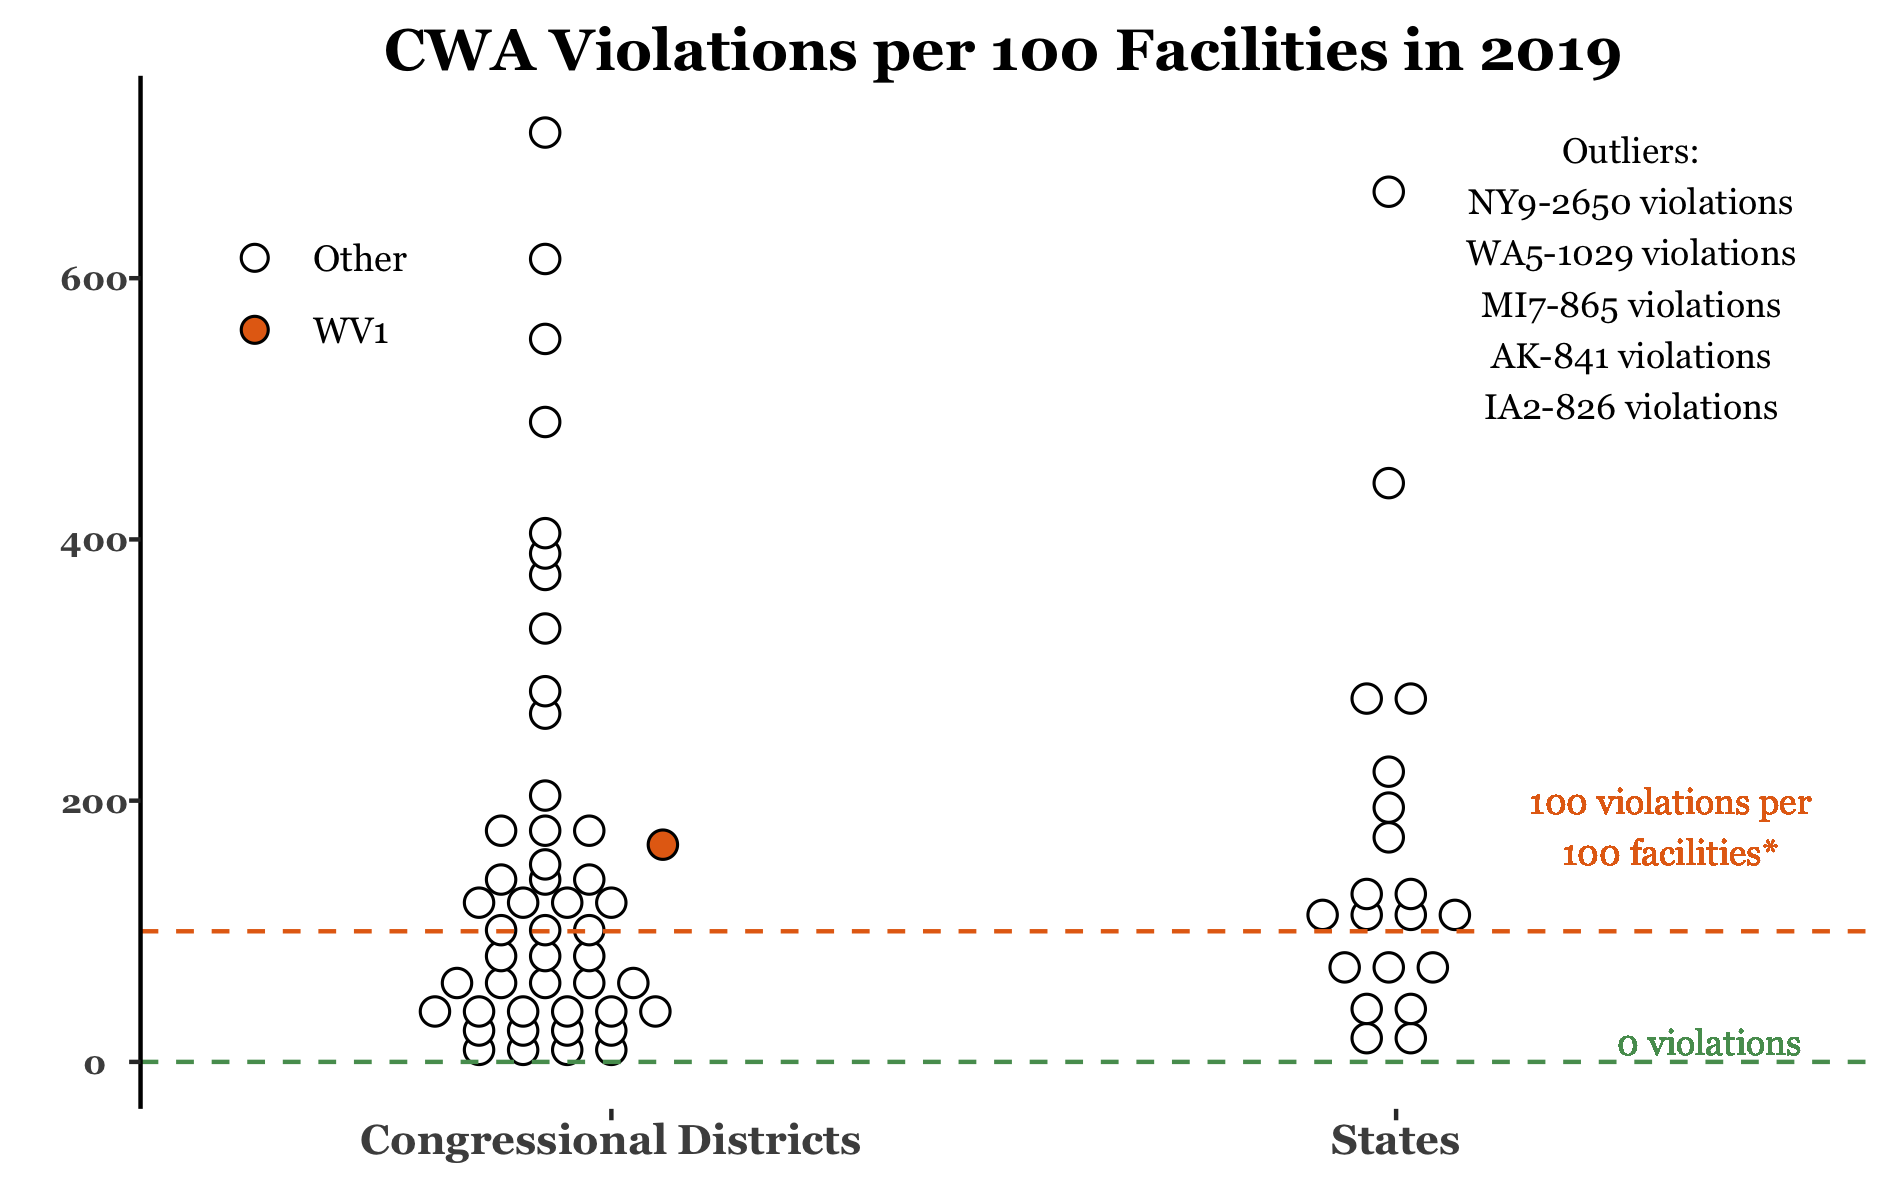 CWA Violations per 100 Facilities in 2019
Outliers:
NY9-2650 violations
WA5-1029 violations
MI7-865 violations
AK-841 violations
IA2-826 violations
Other
WV1
600
400
200
0
100 violations per
100 facilities*
0 violations
Congressional Districts
States